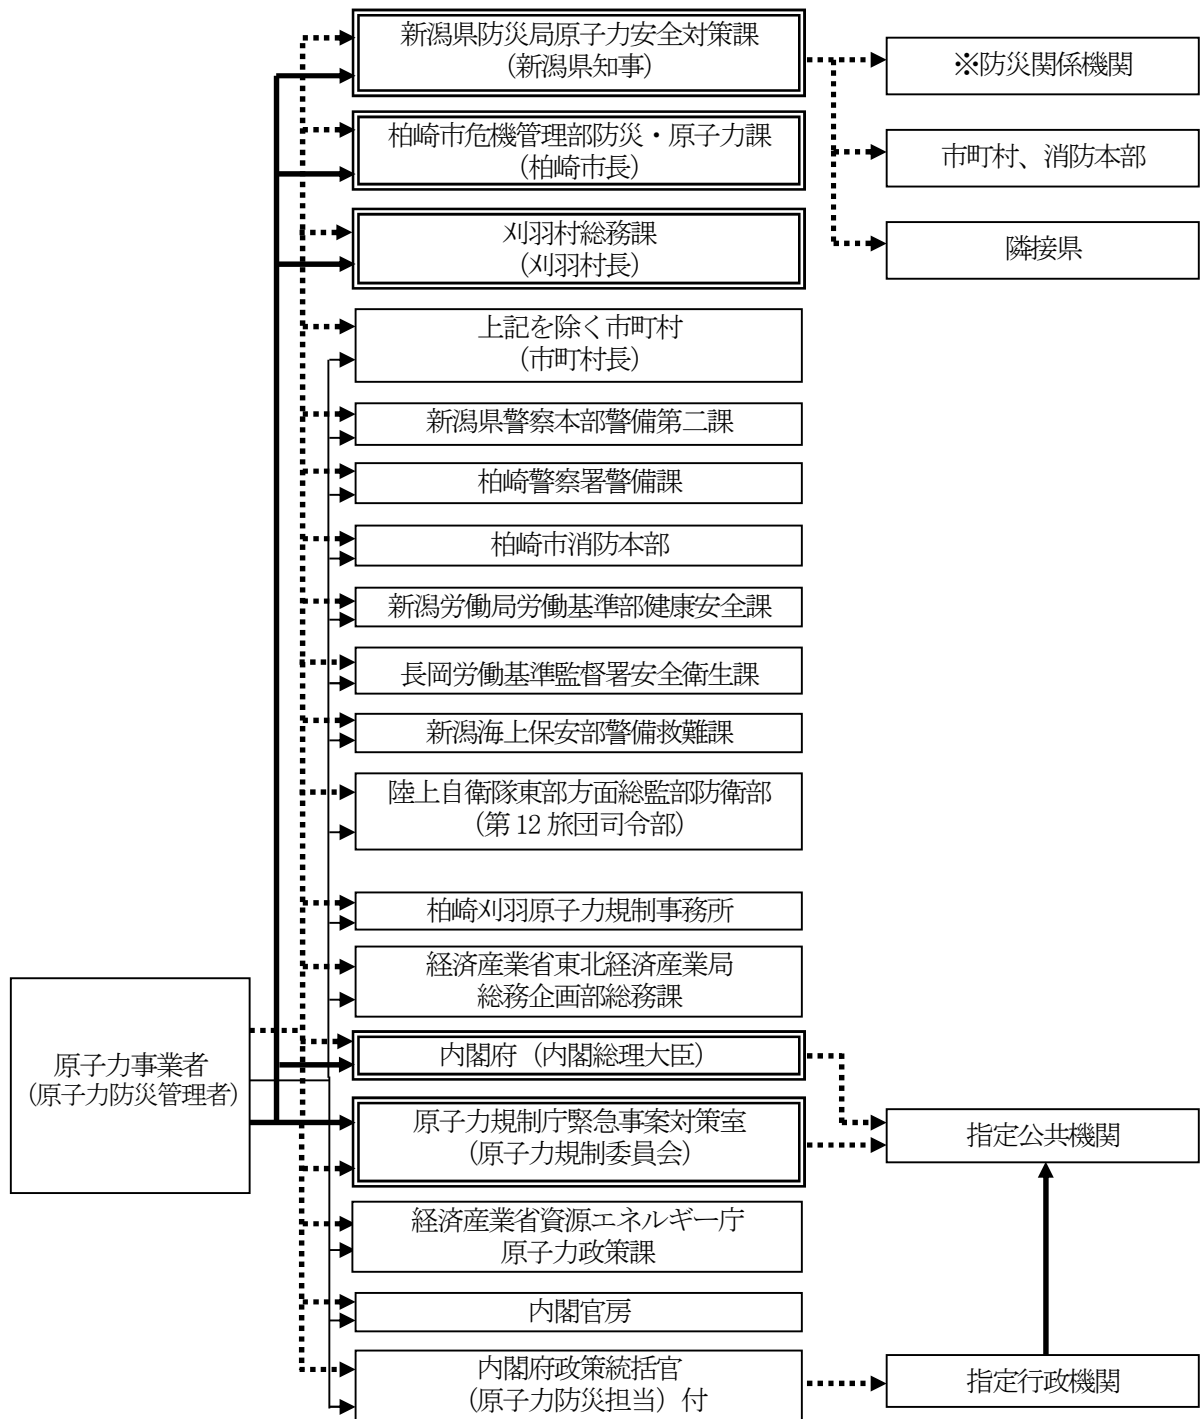 新潟県防災局原子力安全対策課
(新潟県知事)
※防災関係機関
柏崎市危機管理部防災・原子力課
(柏崎市長)
市町村、消防本部
刈羽村総務課
(刈羽村長)
隣接県
上記を除く市町村
(市町村長)
新潟県警察本部警備第二課
柏崎警察署警備課
柏崎市消防本部
新潟労働局労働基準部健康安全課
長岡労働基準監督署安全衛生課
新潟海上保安部警備救難課
陸上自衛隊東部方面総監部防衛部
(第12旅団司令部)
柏崎刈羽原子力規制事務所
経済産業省東北経済産業局
総務企画部総務課
原子力事業者
(原子力防災管理者)
内閣府(内閣総理大臣)
原子力規制庁緊急事案対策室
(原子力規制委員会)
指定公共機関
経済産業省資源エネルギー庁
原子力政策課
内閣官房
内閣府政策統括官
(原子力防災担当)付
指定行政機関